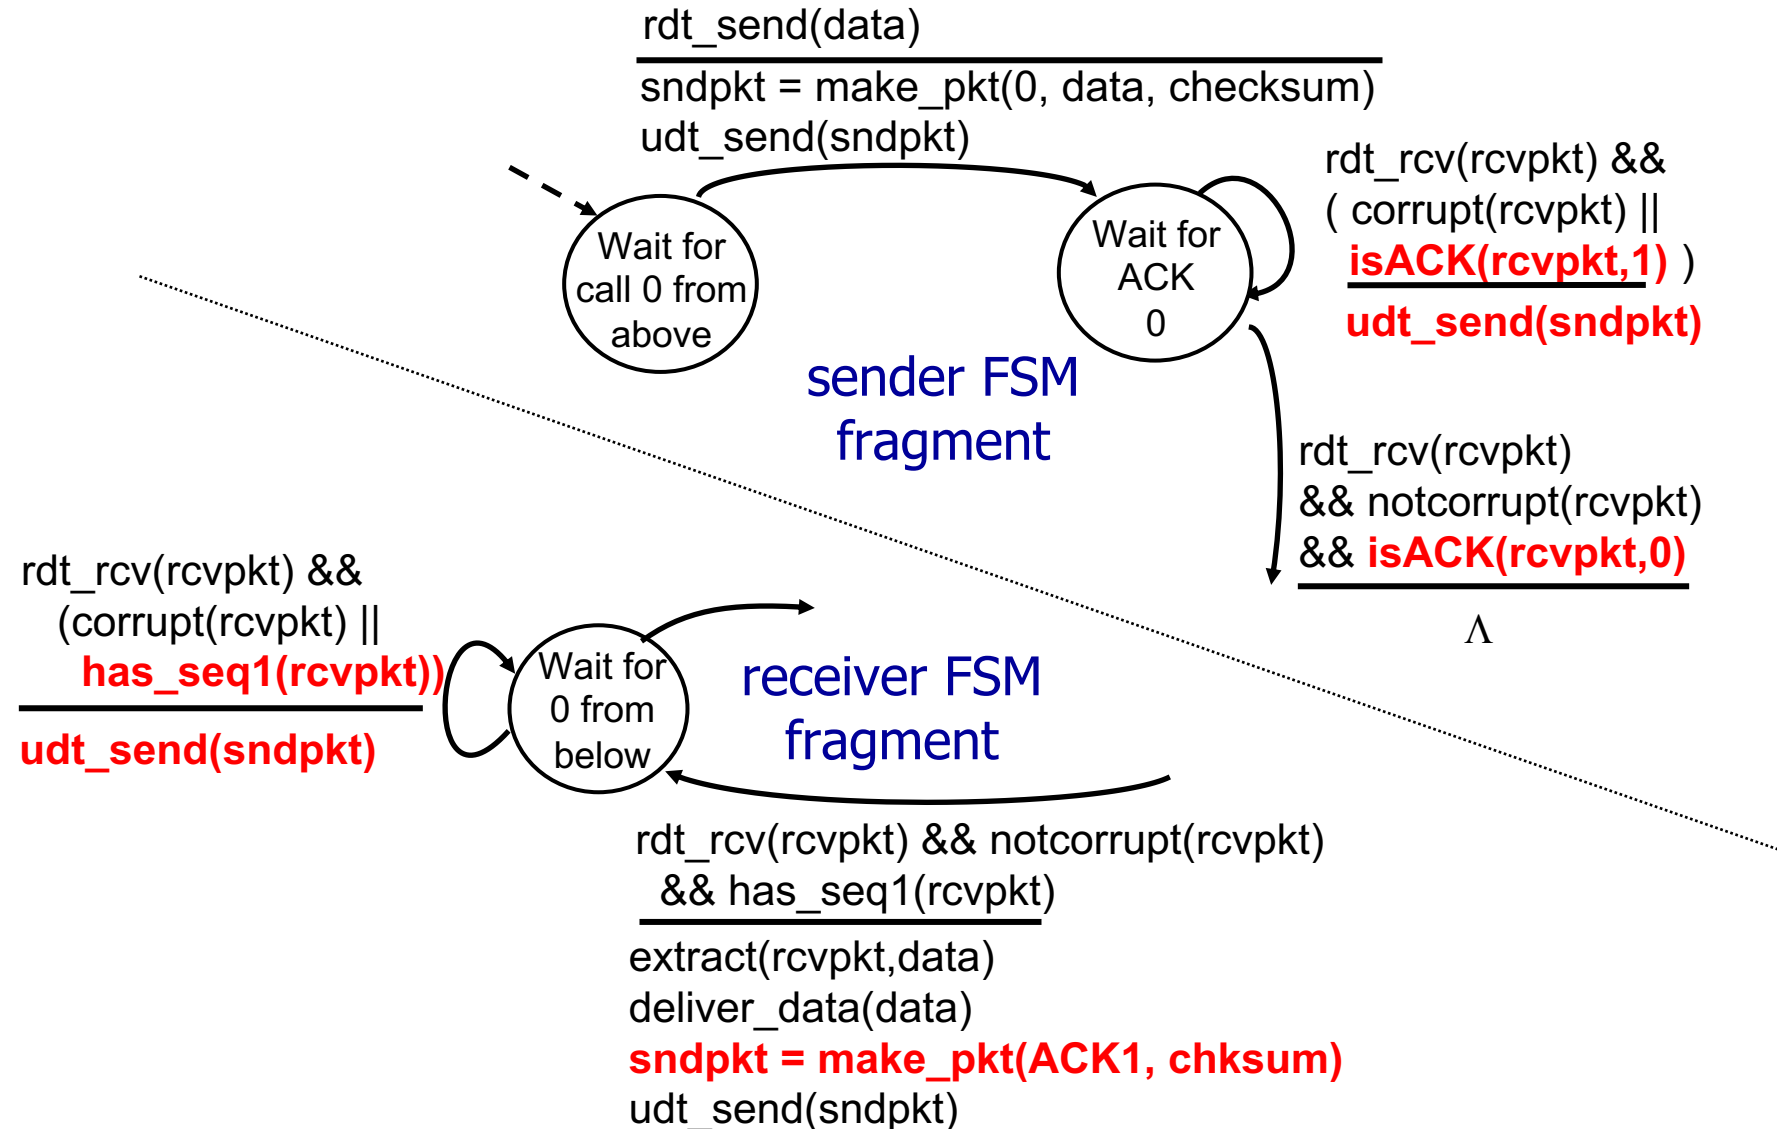 rdt_send(data)
sndpkt = make_pkt(0, data, checksum)
udt_send(sndpkt)
rdt_rcv(rcvpkt) &&
( corrupt(rcvpkt) ||
isACK(rcvpkt,1) )
udt_send(sndpkt)
Wait for
call 0 from
above
Wait for
ACK
0
sender FSM
fragment
rdt_rcv(rcvpkt)
&& notcorrupt(rcvpkt)
&& isACK(rcvpkt,0)
Λ
rdt_rcv(rcvpkt) &&
(corrupt(rcvpkt) ||
has_seq1(rcvpkt))
udt_send(sndpkt)
Wait for
0 from
below
receiver FSM
fragment
rdt_rcv(rcvpkt) && notcorrupt(rcvpkt)
&& has_seq1(rcvpkt)
extract(rcvpkt,data)
deliver_data(data)
sndpkt = make_pkt(ACK1, chksum)
udt_send(sndpkt)